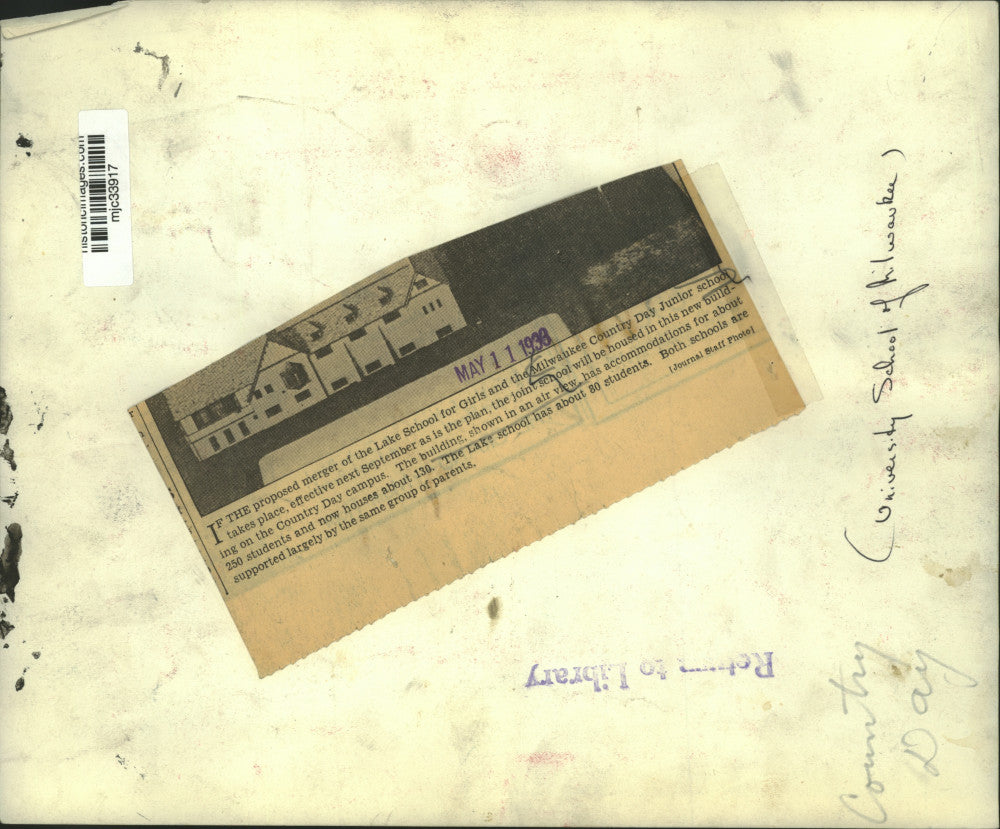 historicimages.com
mjc33917
MAY 11 1938
IF THE proposed merger of the Lake School for Girls and the Milwaukee Country Day Junior school
takes place, effective next September as is the plan, the joint school will be housed in this new build-
ing on the Country Day campus. The building, shown in an air view, has accommodations for about
250 students and now houses about 130. The Lake school has about 80 students. Both schools are
supported largely by the same group of parents.
[Journal Staff Photo]
(University School of Milwaukee)
Return to Library
Country
Day